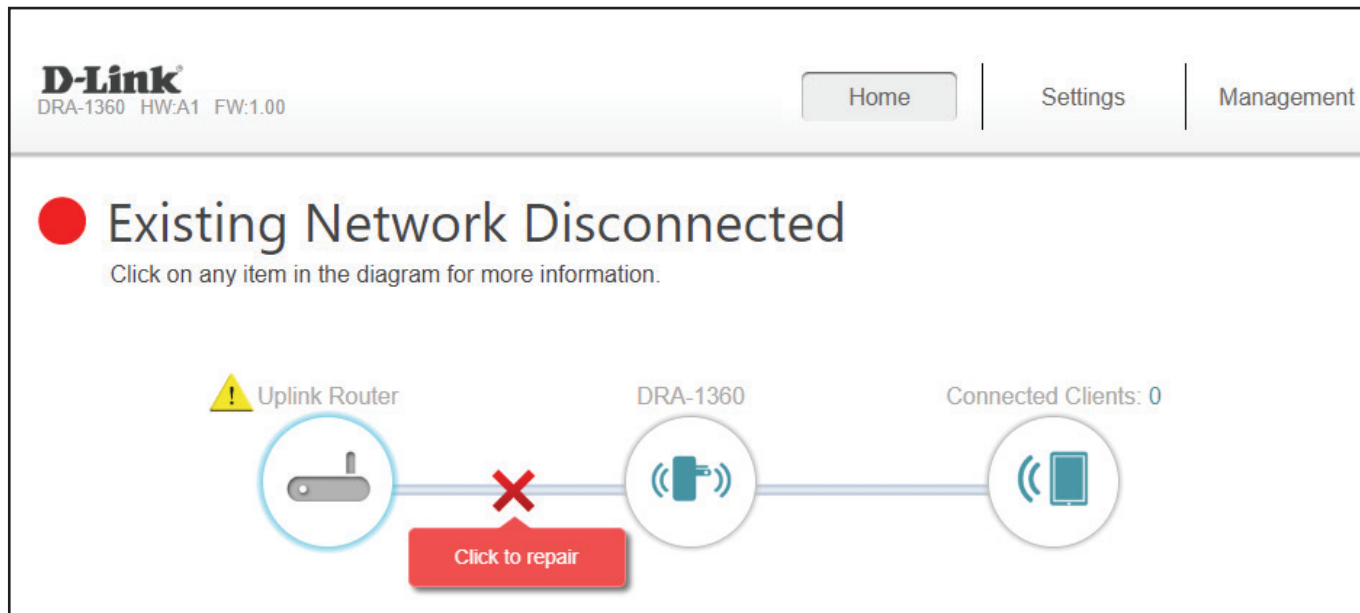 D-Link®
DRA-1360 HW:A1 FW:1.00
Home
Settings
Management
Existing Network Disconnected
Click on any item in the diagram for more information.
! Uplink Router
DRA-1360
Connected Clients: 0
Click to repair